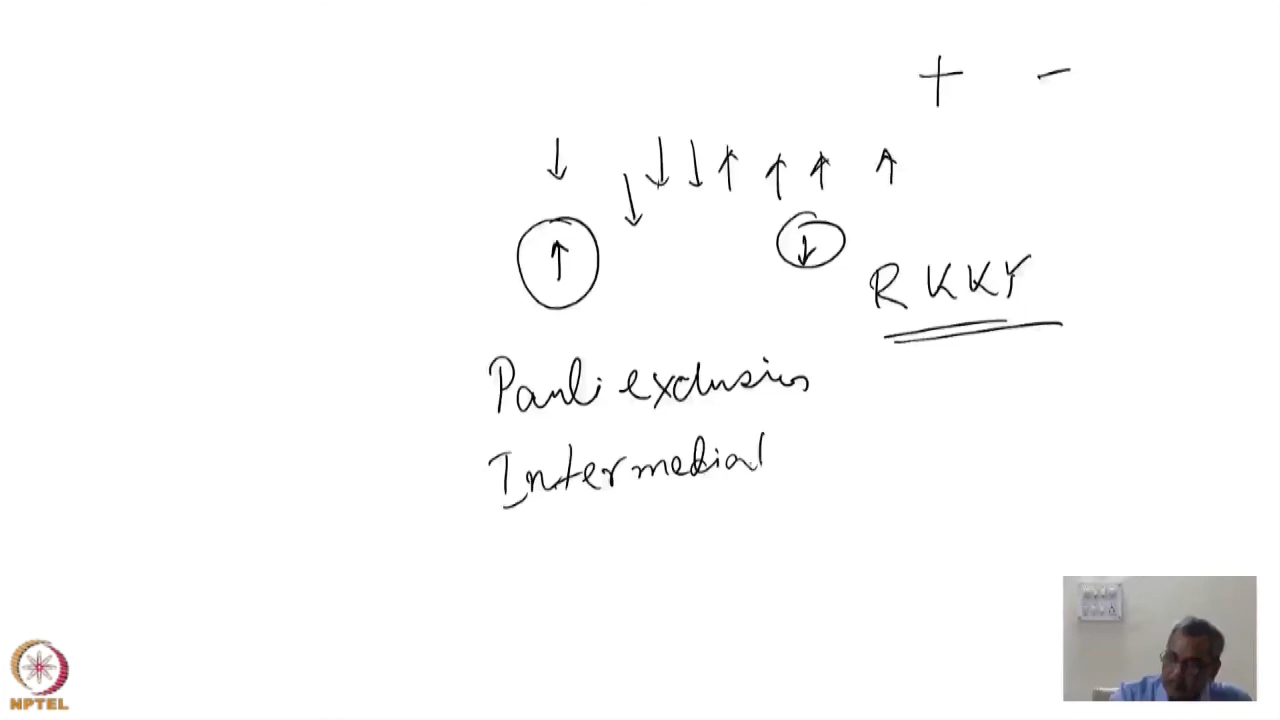 + -
↓ ↓ ↓ ↓ ↑ ↑ ↑ ↑
↑ ↓
RKKY
Pauli exclusion
Intermedial
NPTEL